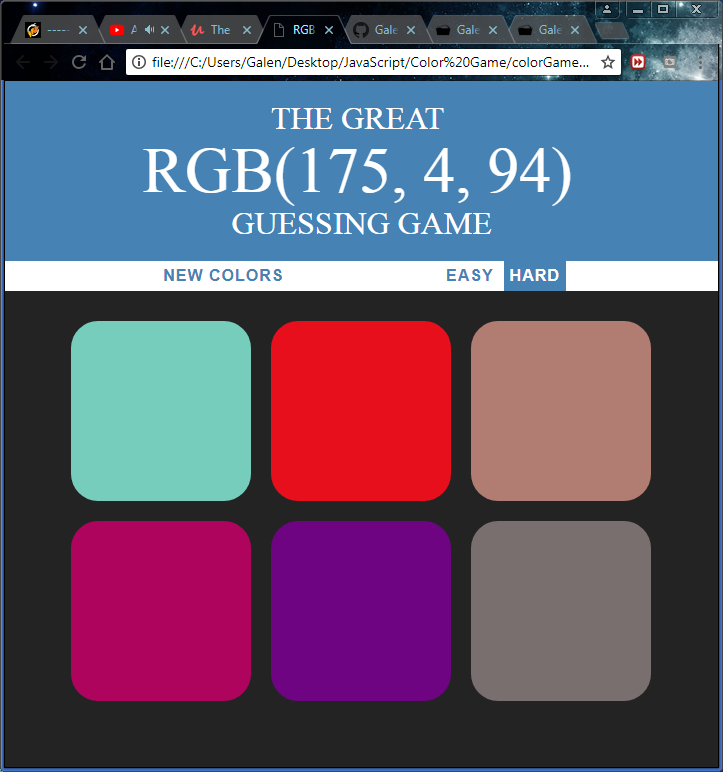 ----- A The RGB Gale Gale Gale
file:///C:/Users/Galen/Desktop/JavaScript/Color%20Game/colorGame...
THE GREAT
RGB(175, 4, 94)
GUESSING GAME
NEW COLORS EASY HARD